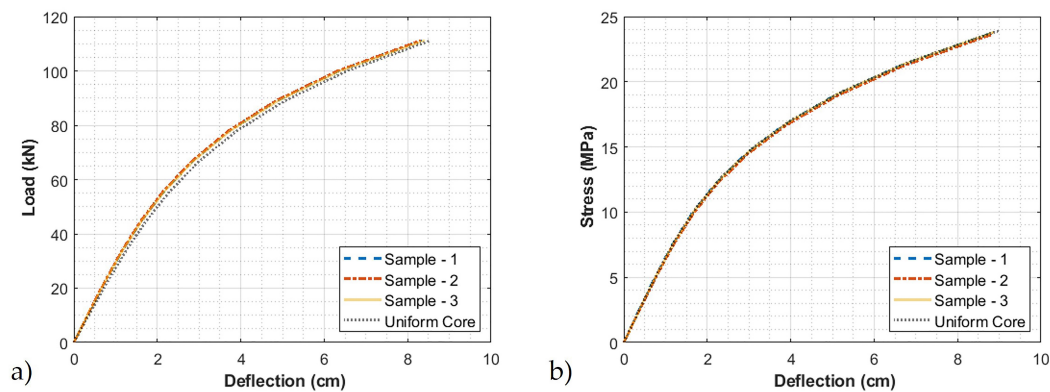 120
100
80
60
40
20
0
Load (kN)
0 2 4 6 8 10
Deflection (cm)
Sample - 1
Sample - 2
Sample - 3
Uniform Core
a)
25
20
15
10
5
0
Stress (MPa)
0 2 4 6 8 10
Deflection (cm)
Sample - 1
Sample - 2
Sample - 3
Uniform Core
b)